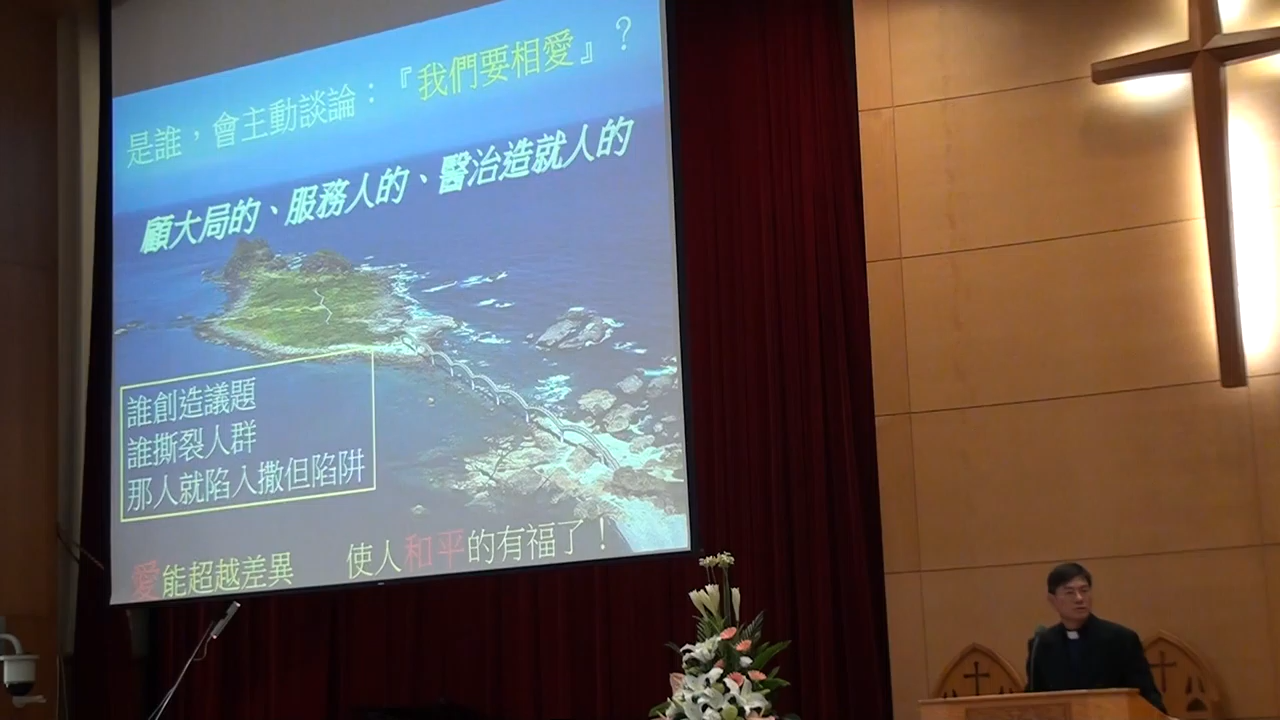 是誰，會主動談論：『我們要相愛』？
顧大局的、服務人的、醫治造就人的
誰創造議題
誰撕裂人群
那人就陷入撒但陷阱
愛能超越差異　使人和平的有福了！